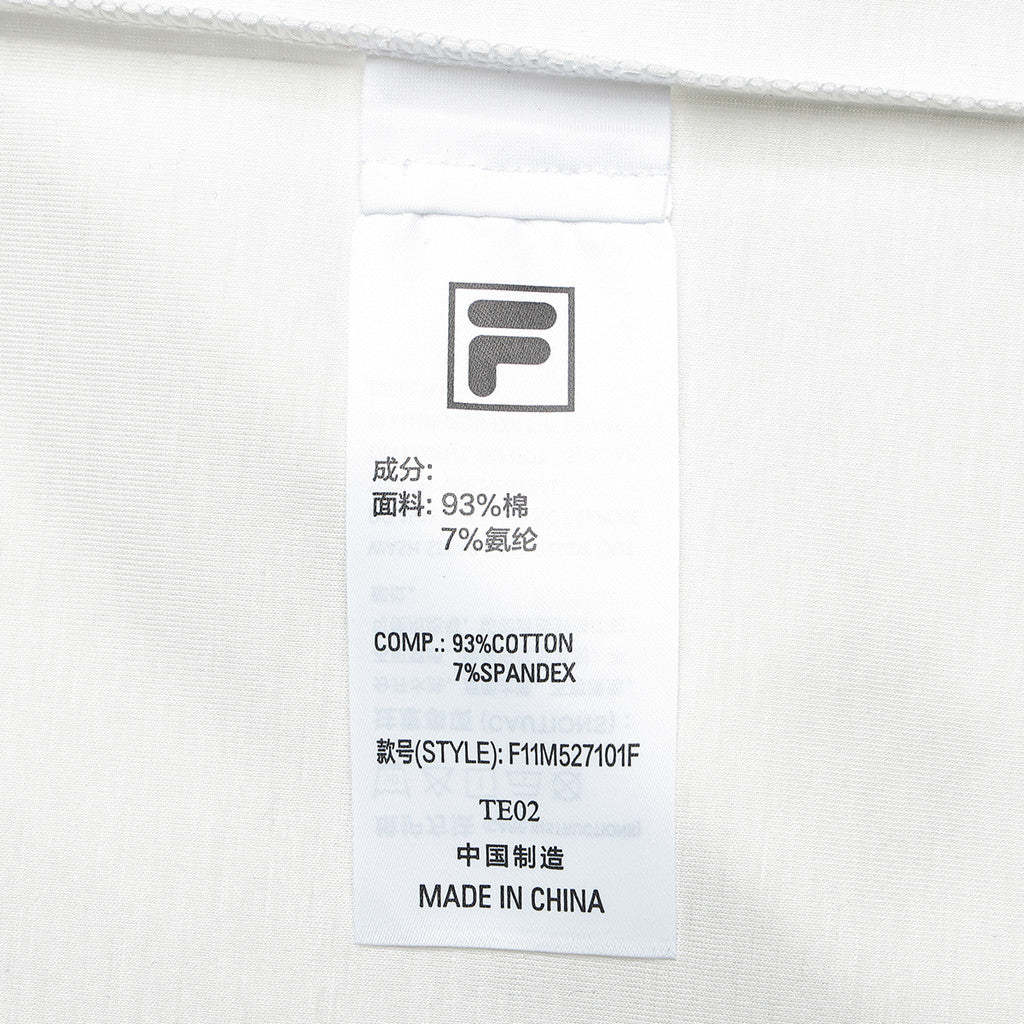 F
成分:
面料: 93%棉
7%氨纶
COMP.: 93%COTTON
7%SPANDEX
款号(STYLE): F11M527101F
TE02
中国制造
MADE IN CHINA